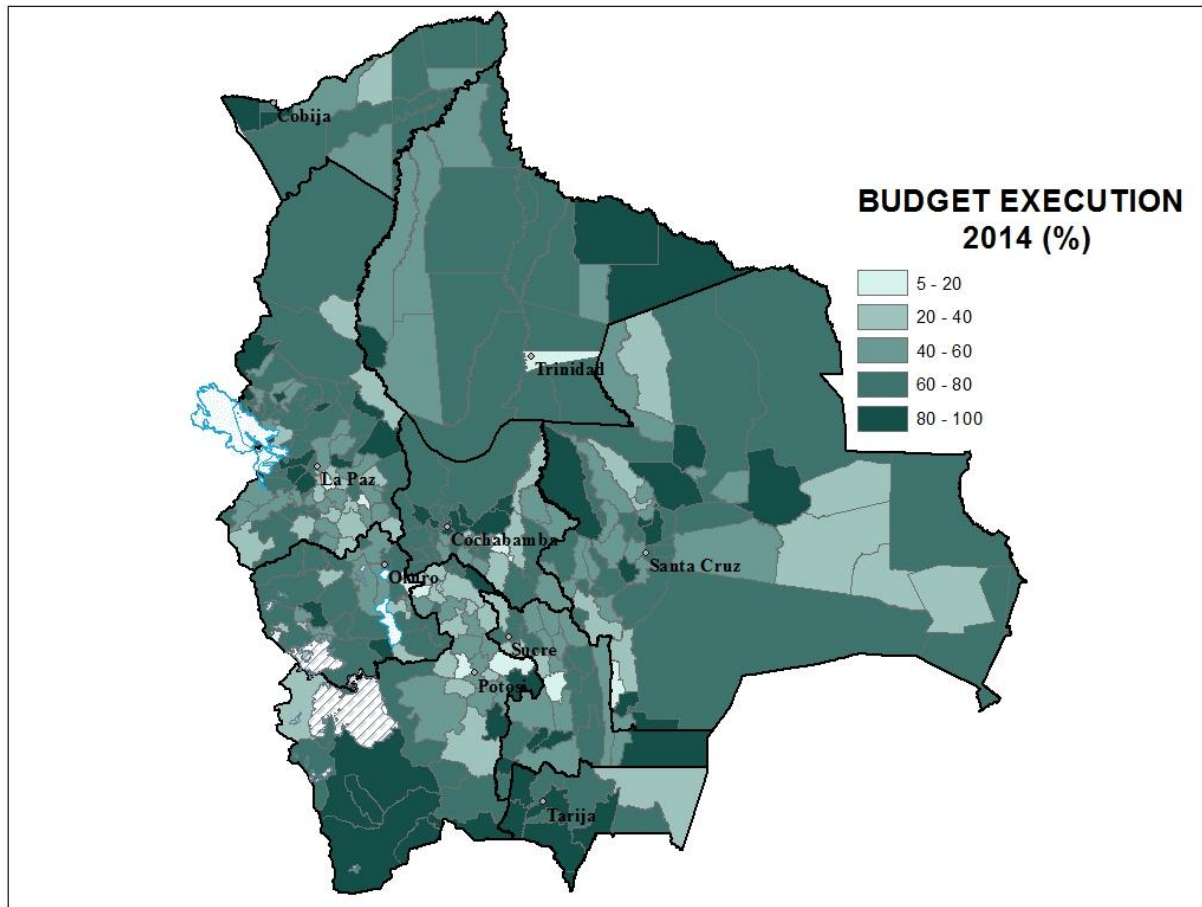 Cobija
BUDGET EXECUTION
2014 (%)
5 - 20
20 - 40
40 - 60
60 - 80
80 - 100
Trinidad
La Paz
Cochabamba
Santa Cruz
Oruro
Sucre
Potosi
Tarija